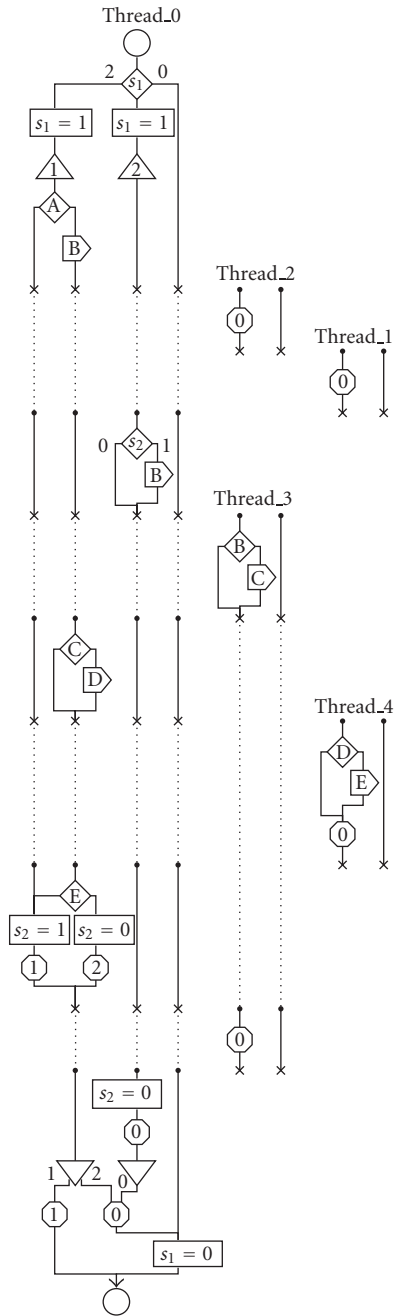 Thread_0
2 s₁ 0
s₁ = 1 s₁ = 1
1 2
A
B
Thread_2
0
Thread_1
0
0 s₂ 1
B
Thread_3
B
C
C
D
Thread_4
D
E
0
E
s₂ = 1 s₂ = 0
1 2
0
s₂ = 0
0
1 2 0
1 0
s₁ = 0